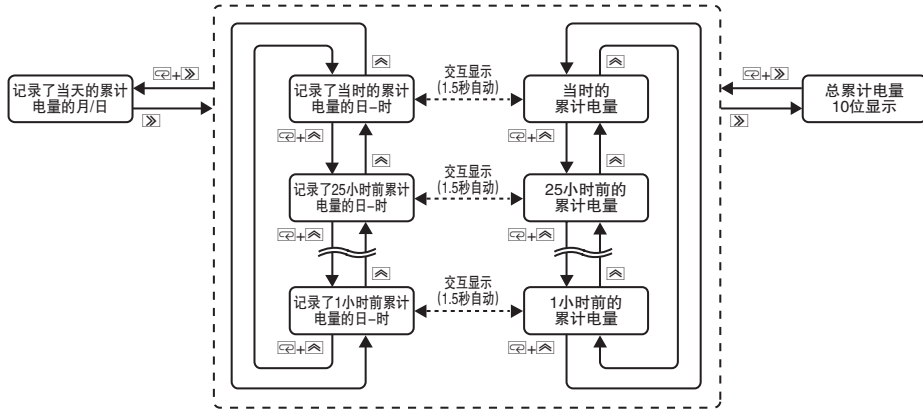 记录了当天的累计
电量的月/日
+
记录了当时的累计
电量的日-时
交互显示
(1.5秒自动)
当时的
累计电量
+
总累计电量
10位显示
+
+
记录了25小时前累计
电量的日-时
交互显示
(1.5秒自动)
25小时前的
累计电量
+
+
记录了1小时前累计
电量的日-时
交互显示
(1.5秒自动)
1小时前的
累计电量
+
+